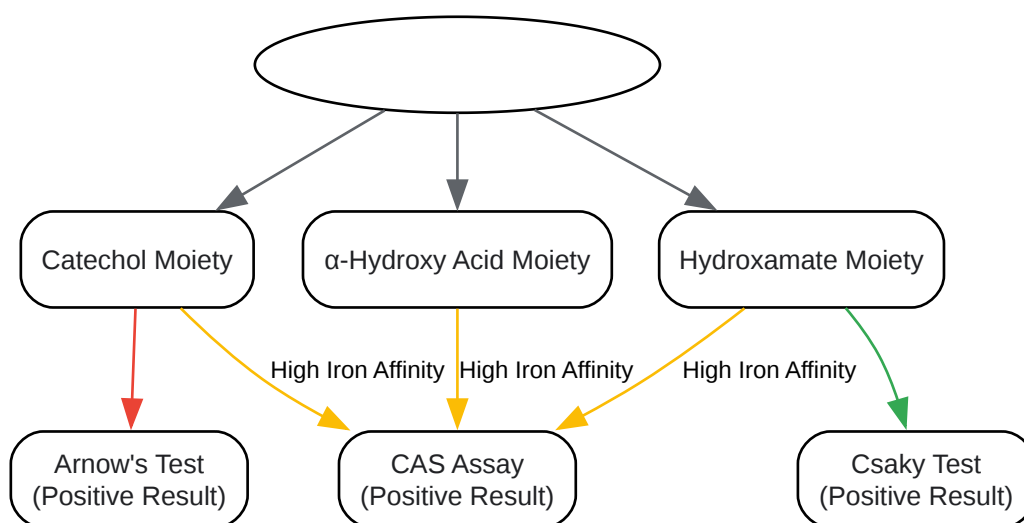 Catechol Moiety
α-Hydroxy Acid Moiety
Hydroxamate Moiety
High Iron Affinity
High Iron Affinity
High Iron Affinity
Arnow's Test
(Positive Result)
CAS Assay
(Positive Result)
Csaky Test
(Positive Result)